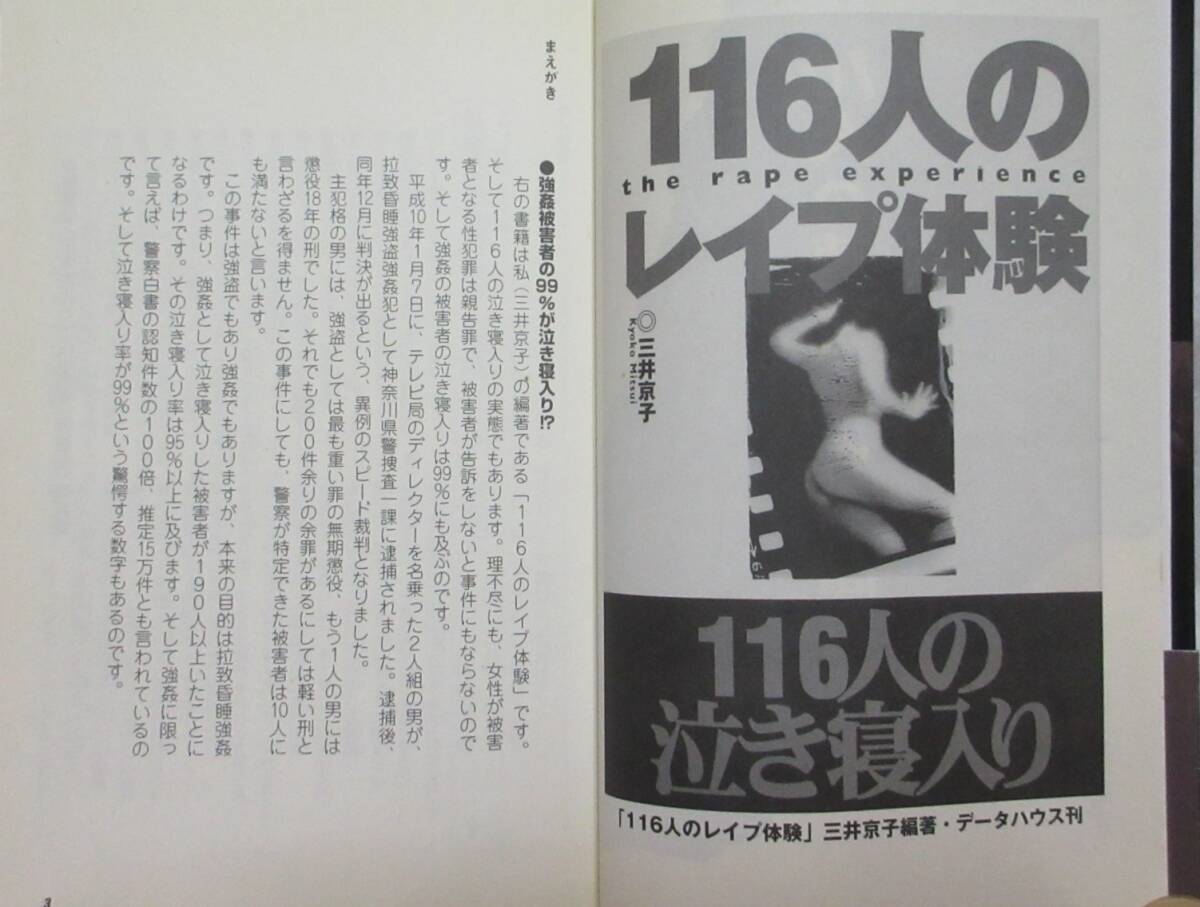 116人の
the rape experience
レイプ体験
◎三井京子
Kyoko Mitsui
116人の
泣き寝入り
「116人のレイプ体験」三井京子編著・データハウス刊
まえがき
●強姦被害者の99%が泣き寝入り!?
右の書籍は私（三井京子）の編著である「116人のレイプ体験」です。
そして116人の泣き寝入りの実態でもあります。理不尽にも、女性が被害
者となる性犯罪は親告罪で、被害者が告訴をしないと事件にもならないので
す。そして強姦の被害者の泣き寝入りは99%にも及ぶのです。
平成10年1月7日に、テレビ局のディレクターを名乗った2人組の男が、
拉致昏睡強盗強姦犯として神奈川県警捜査一課に逮捕されました。逮捕後、
同年12月に判決が出るという、異例のスピード裁判となりました。
主犯格の男には、強盗としては最も重い罪の無期懲役、もう1人の男には
懲役18年の刑でした。それでも200件余りの余罪があるにしては軽い刑と
言わざるを得ません。この事件にしても、警察が特定できた被害者は10人に
も満たないと言います。
この事件は強盗でもあり強姦でもありますが、本来の目的は拉致昏睡強姦
です。つまり、強姦として泣き寝入りした被害者が190人以上いたことに
なるわけです。その泣き寝入り率は95%以上に及びます。そして強姦に限っ
て言えば、警察白書の認知件数の100倍、推定15万件とも言われているの
です。そして泣き寝入り率が99%という驚愕する数字もあるのです。
3